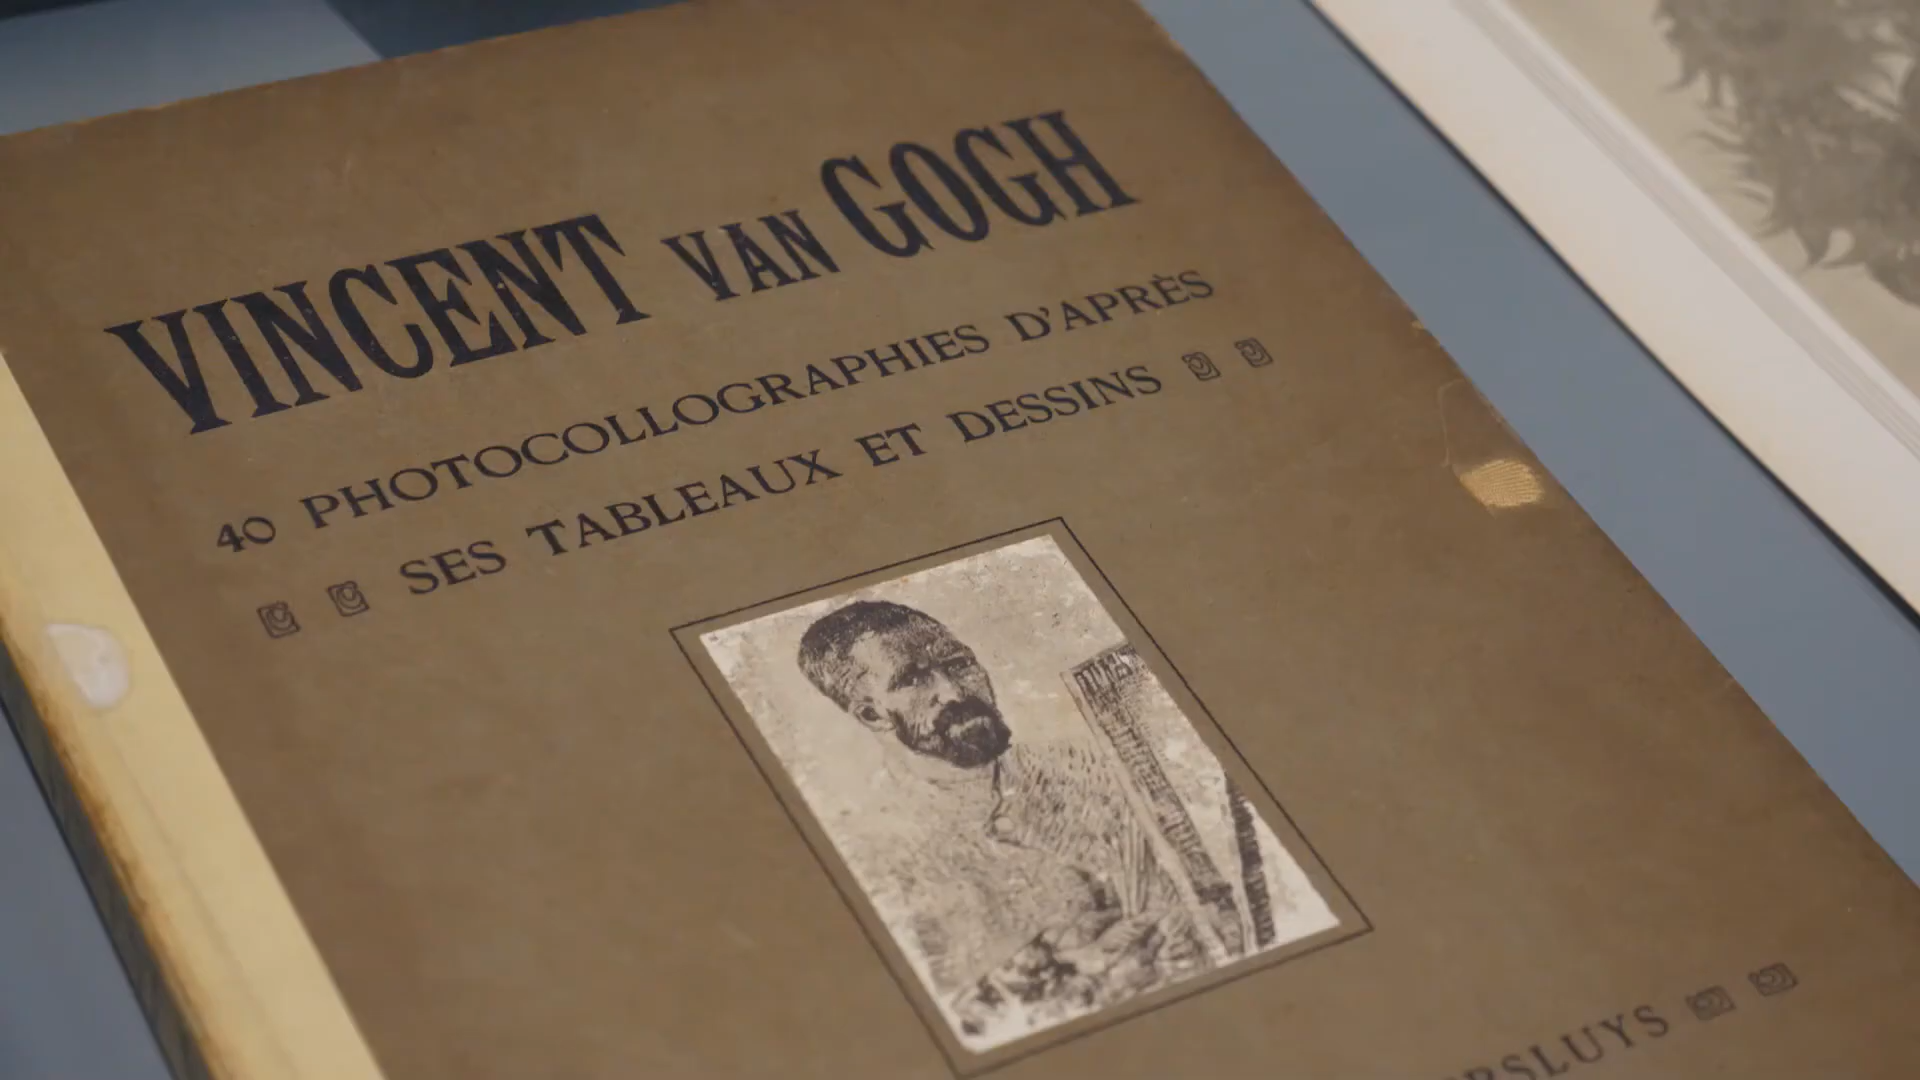 VINCENT VAN GOGH
40 PHOTOCOLLOGRAPHIES D'APRÈS
SES TABLEAUX ET DESSINS